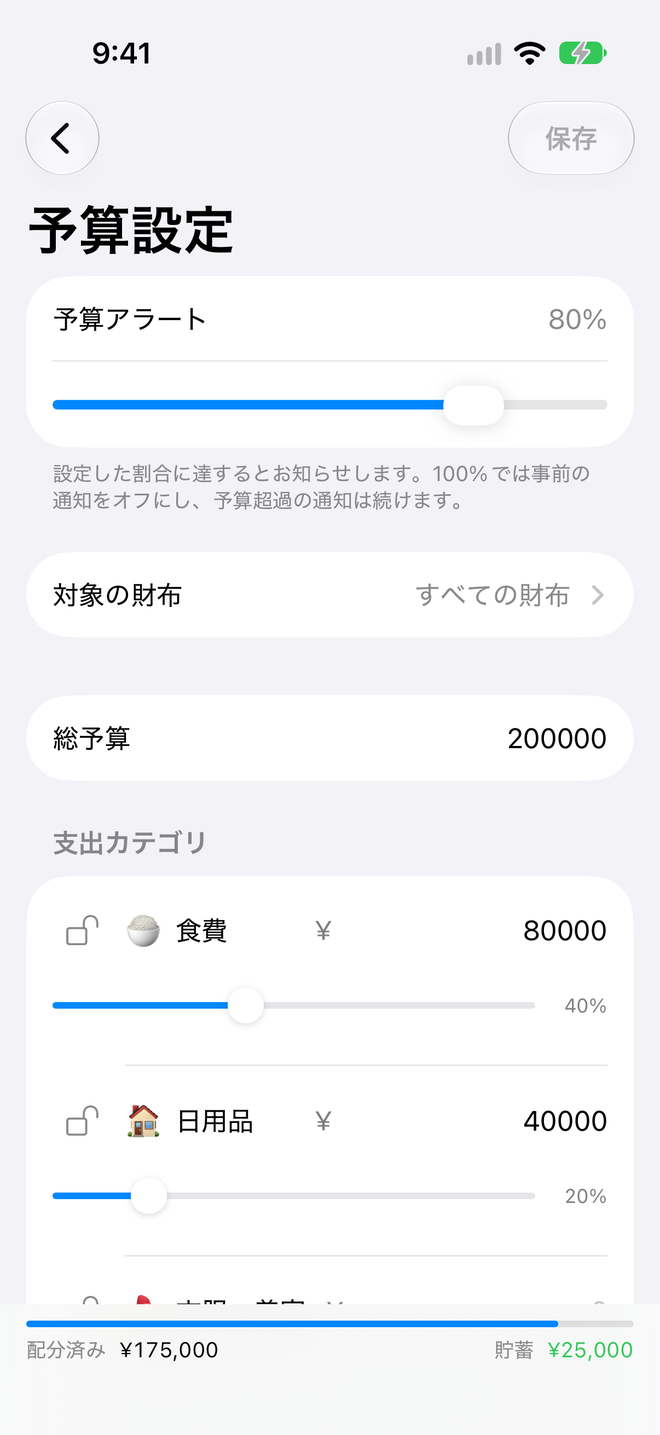 9:41
保存
予算設定
予算アラート 80%
設定した割合に達するとお知らせします。100%では事前の
通知をオフにし、予算超過の通知は続けます。
対象の財布 すべての財布
総予算 200000
支出カテゴリ
食費 ¥ 80000
40%
日用品 ¥ 40000
20%
配分済み ¥175,000 貯蓄 ¥25,000